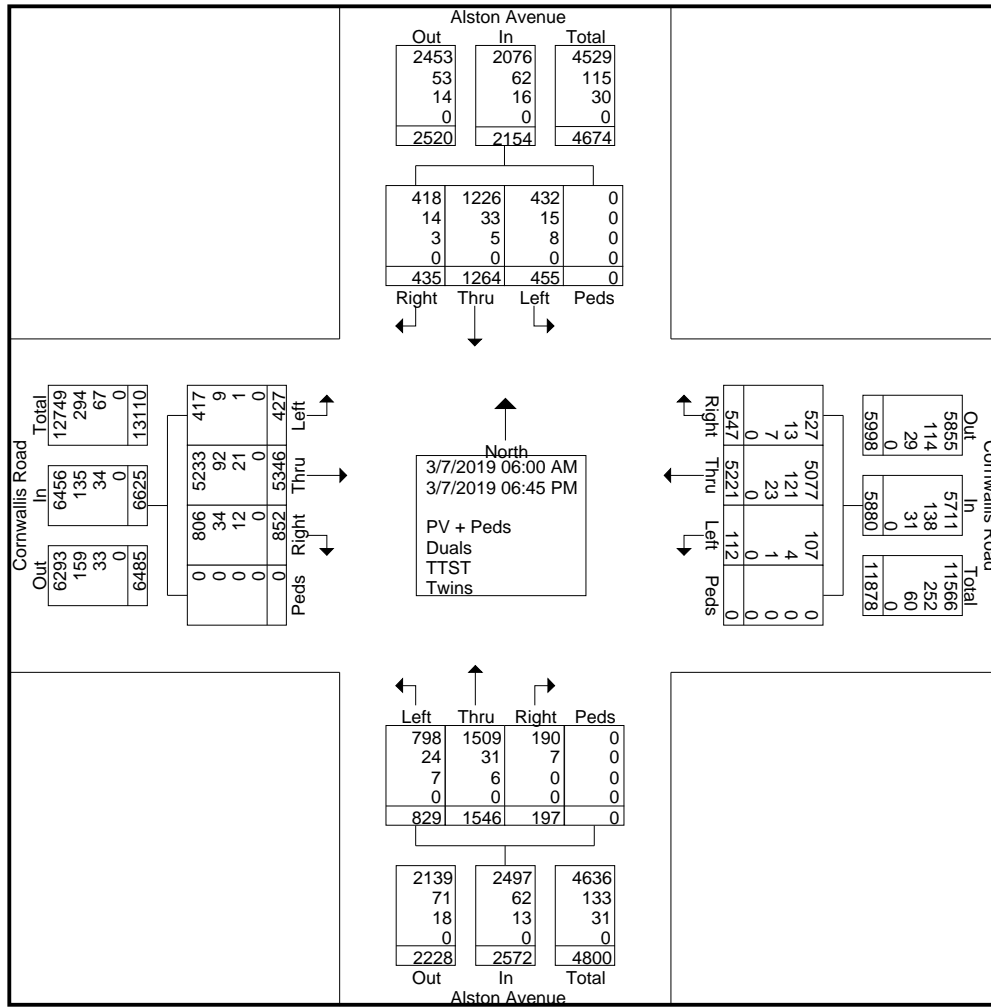 Alston Avenue
Out In Total
2453 2076 4529
53 62 115
14 16 30
0 0 0
2520 2154 4674
418 1226 432 0
14 33 15 0
3 5 8 0
0 0 0 0
435 1264 455 0
Right Thru Left Peds
Cornwallis Road
Total In Out
12749 6456 6293
294 135 159
67 34 33
0 0 0
13110 6625 6485
417 5233 806 0
9 92 34 0
1 21 12 0
0 0 0 0
427 5346 852 0
Left Thru Right Peds
North
3/7/2019 06:00 AM
3/7/2019 06:45 PM
PV + Peds
Duals
TTST
Twins
Right Thru Left Peds
527 5077 107 0
13 121 4 0
7 23 1 0
0 0 0 0
547 5221 112 0
Cornwallis Road
Out In Total
5855 5711 11566
114 138 252
29 31 60
0 0 0
5998 5880 11878
Left Thru Right Peds
798 1509 190 0
24 31 7 0
7 6 0 0
0 0 0 0
829 1546 197 0
2139 2497 4636
71 62 133
18 13 31
0 0 0
2228 2572 4800
Out In Total
Alston Avenue